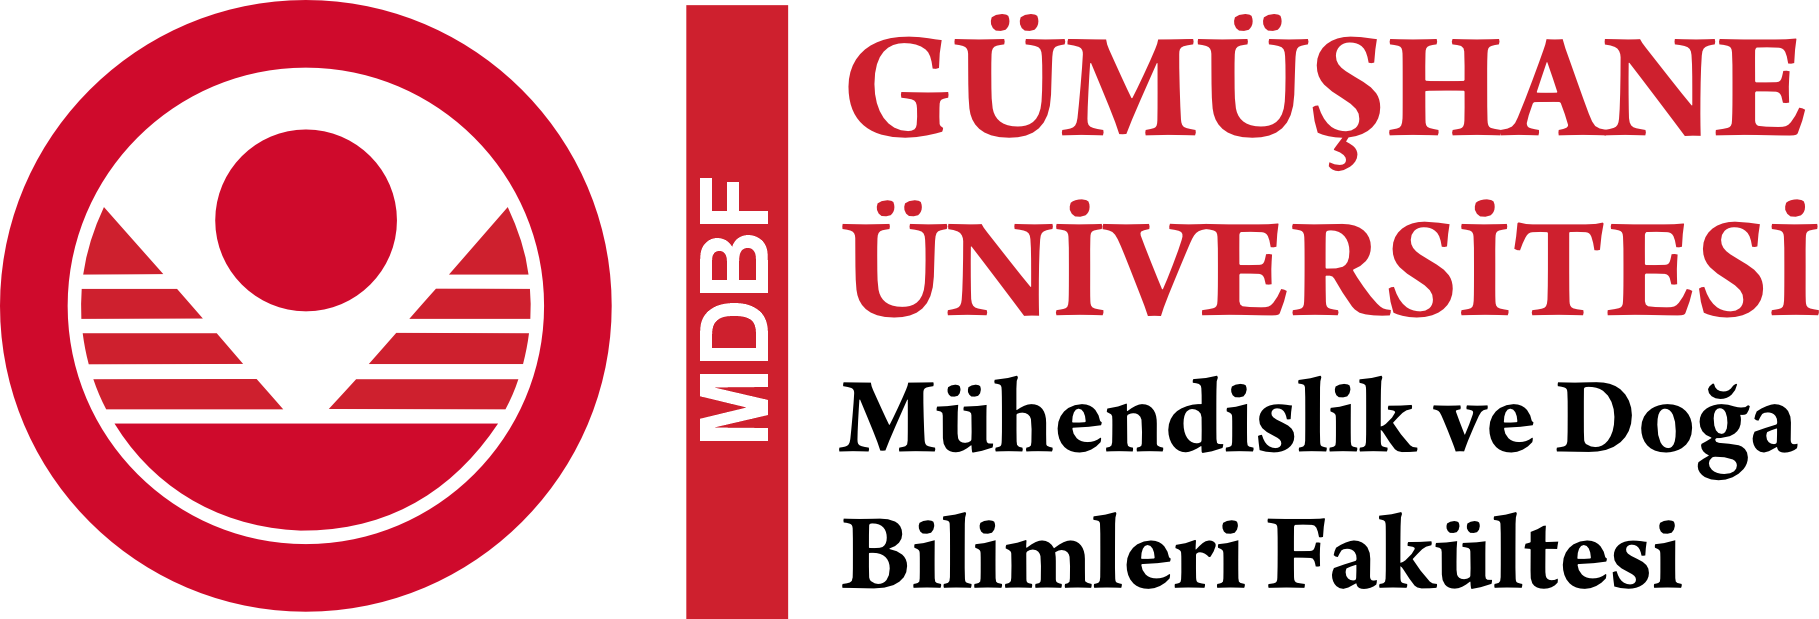 MDBF
GÜMÜŞHANE
ÜNİVERSİTESİ
Mühendislik ve Doğa
Bilimleri Fakültesi